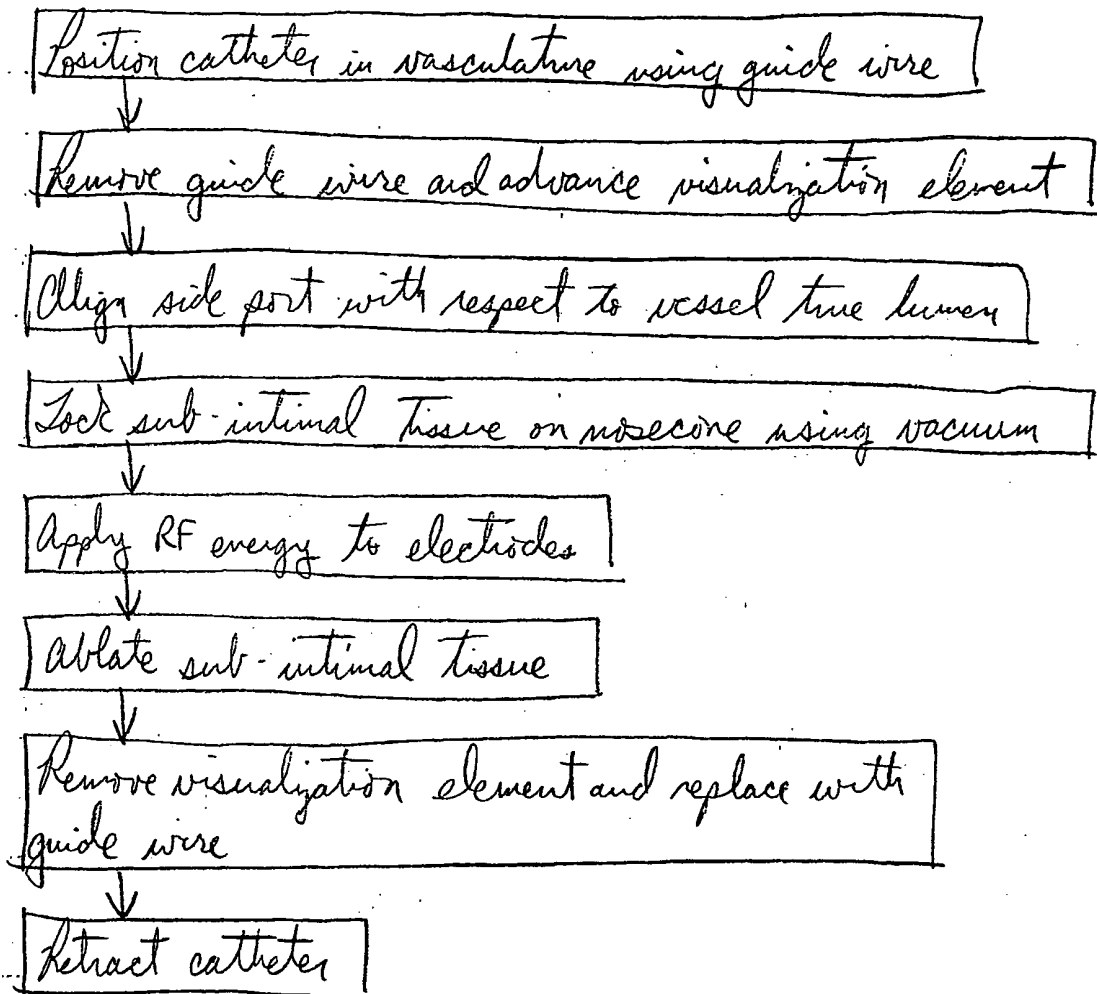 Position catheter in vasculature using guide wire
Remove guide wire and advance visualization element
Align side port with respect to vessel true lumen
Lock sub-intimal tissue on nosecone using vacuum
Apply RF energy to electrodes
Ablate sub-intimal tissue
Remove visualization element and replace with
guide wire
Retract catheter